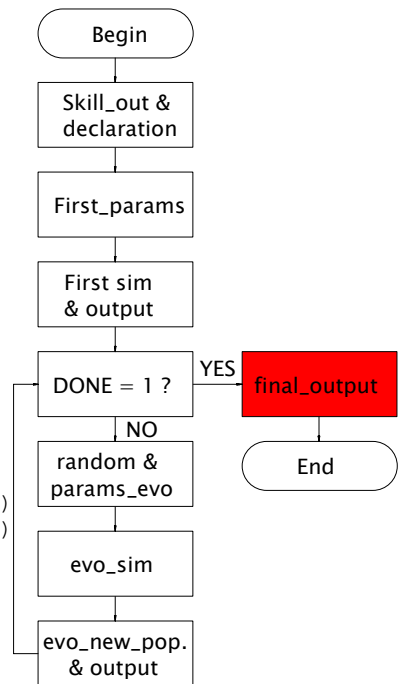 Begin
Skill_out &
declaration
First_params
First sim
& output
DONE = 1 ?
YES
final_output
NO
End
random &
params_evo
)
)
evo_sim
evo_new_pop.
& output